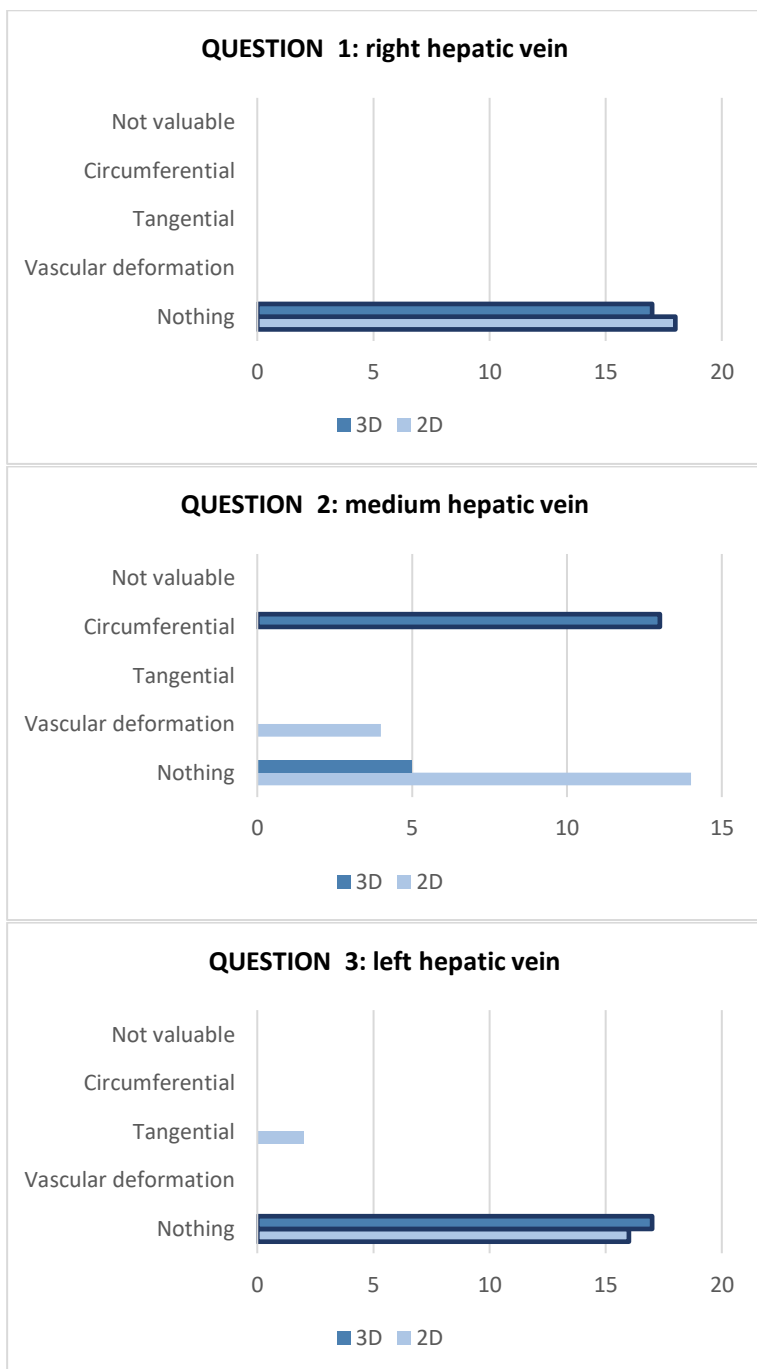 QUESTION 1: right hepatic vein
Not valuable
Circumferential
Tangential
Vascular deformation
Nothing
0 5 10 15 20
3D 2D
QUESTION 2: medium hepatic vein
Not valuable
Circumferential
Tangential
Vascular deformation
Nothing
0 5 10 15
3D 2D
QUESTION 3: left hepatic vein
Not valuable
Circumferential
Tangential
Vascular deformation
Nothing
0 5 10 15 20
3D 2D